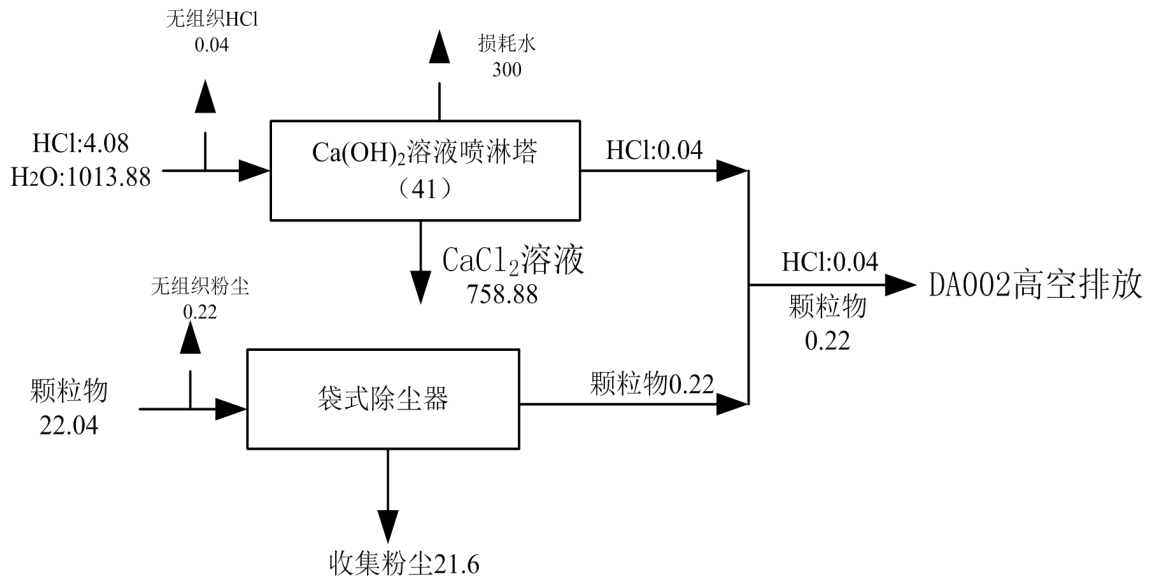 无组织HCl
0.04
损耗水
300
HCl:4.08
H2O:1013.88
Ca(OH)₂溶液喷淋塔
（41）
HCl:0.04
CaCl₂溶液
758.88
HCl:0.04
颗粒物
0.22
DA002高空排放
无组织粉尘
0.22
颗粒物
22.04
袋式除尘器
颗粒物0.22
收集粉尘21.6